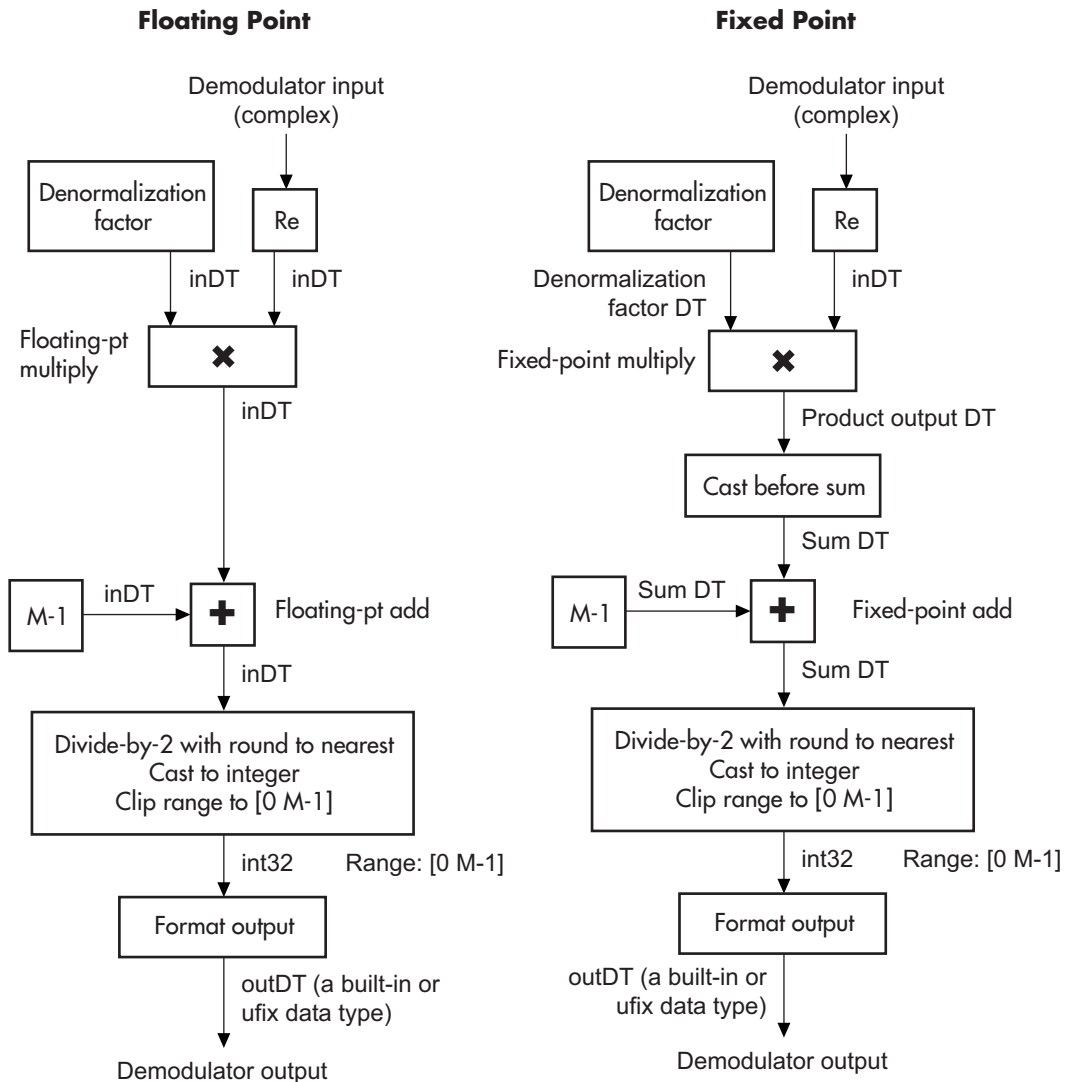 Floating Point
Demodulator input
(complex)
Denormalization
factor
Re
inDT
inDT
Floating-pt
multiply
×
inDT
M-1
inDT
+
Floating-pt add
inDT
Divide-by-2 with round to nearest
Cast to integer
Clip range to [0 M-1]
int32
Range: [0 M-1]
Format output
outDT (a built-in or
ufix data type)
Demodulator output
Fixed Point
Demodulator input
(complex)
Denormalization
factor
Re
Denormalization
factor DT
inDT
Fixed-point multiply
×
Product output DT
Cast before sum
Sum DT
M-1
Sum DT
+
Fixed-point add
Sum DT
Divide-by-2 with round to nearest
Cast to integer
Clip range to [0 M-1]
int32
Range: [0 M-1]
Format output
outDT (a built-in or
ufix data type)
Demodulator output